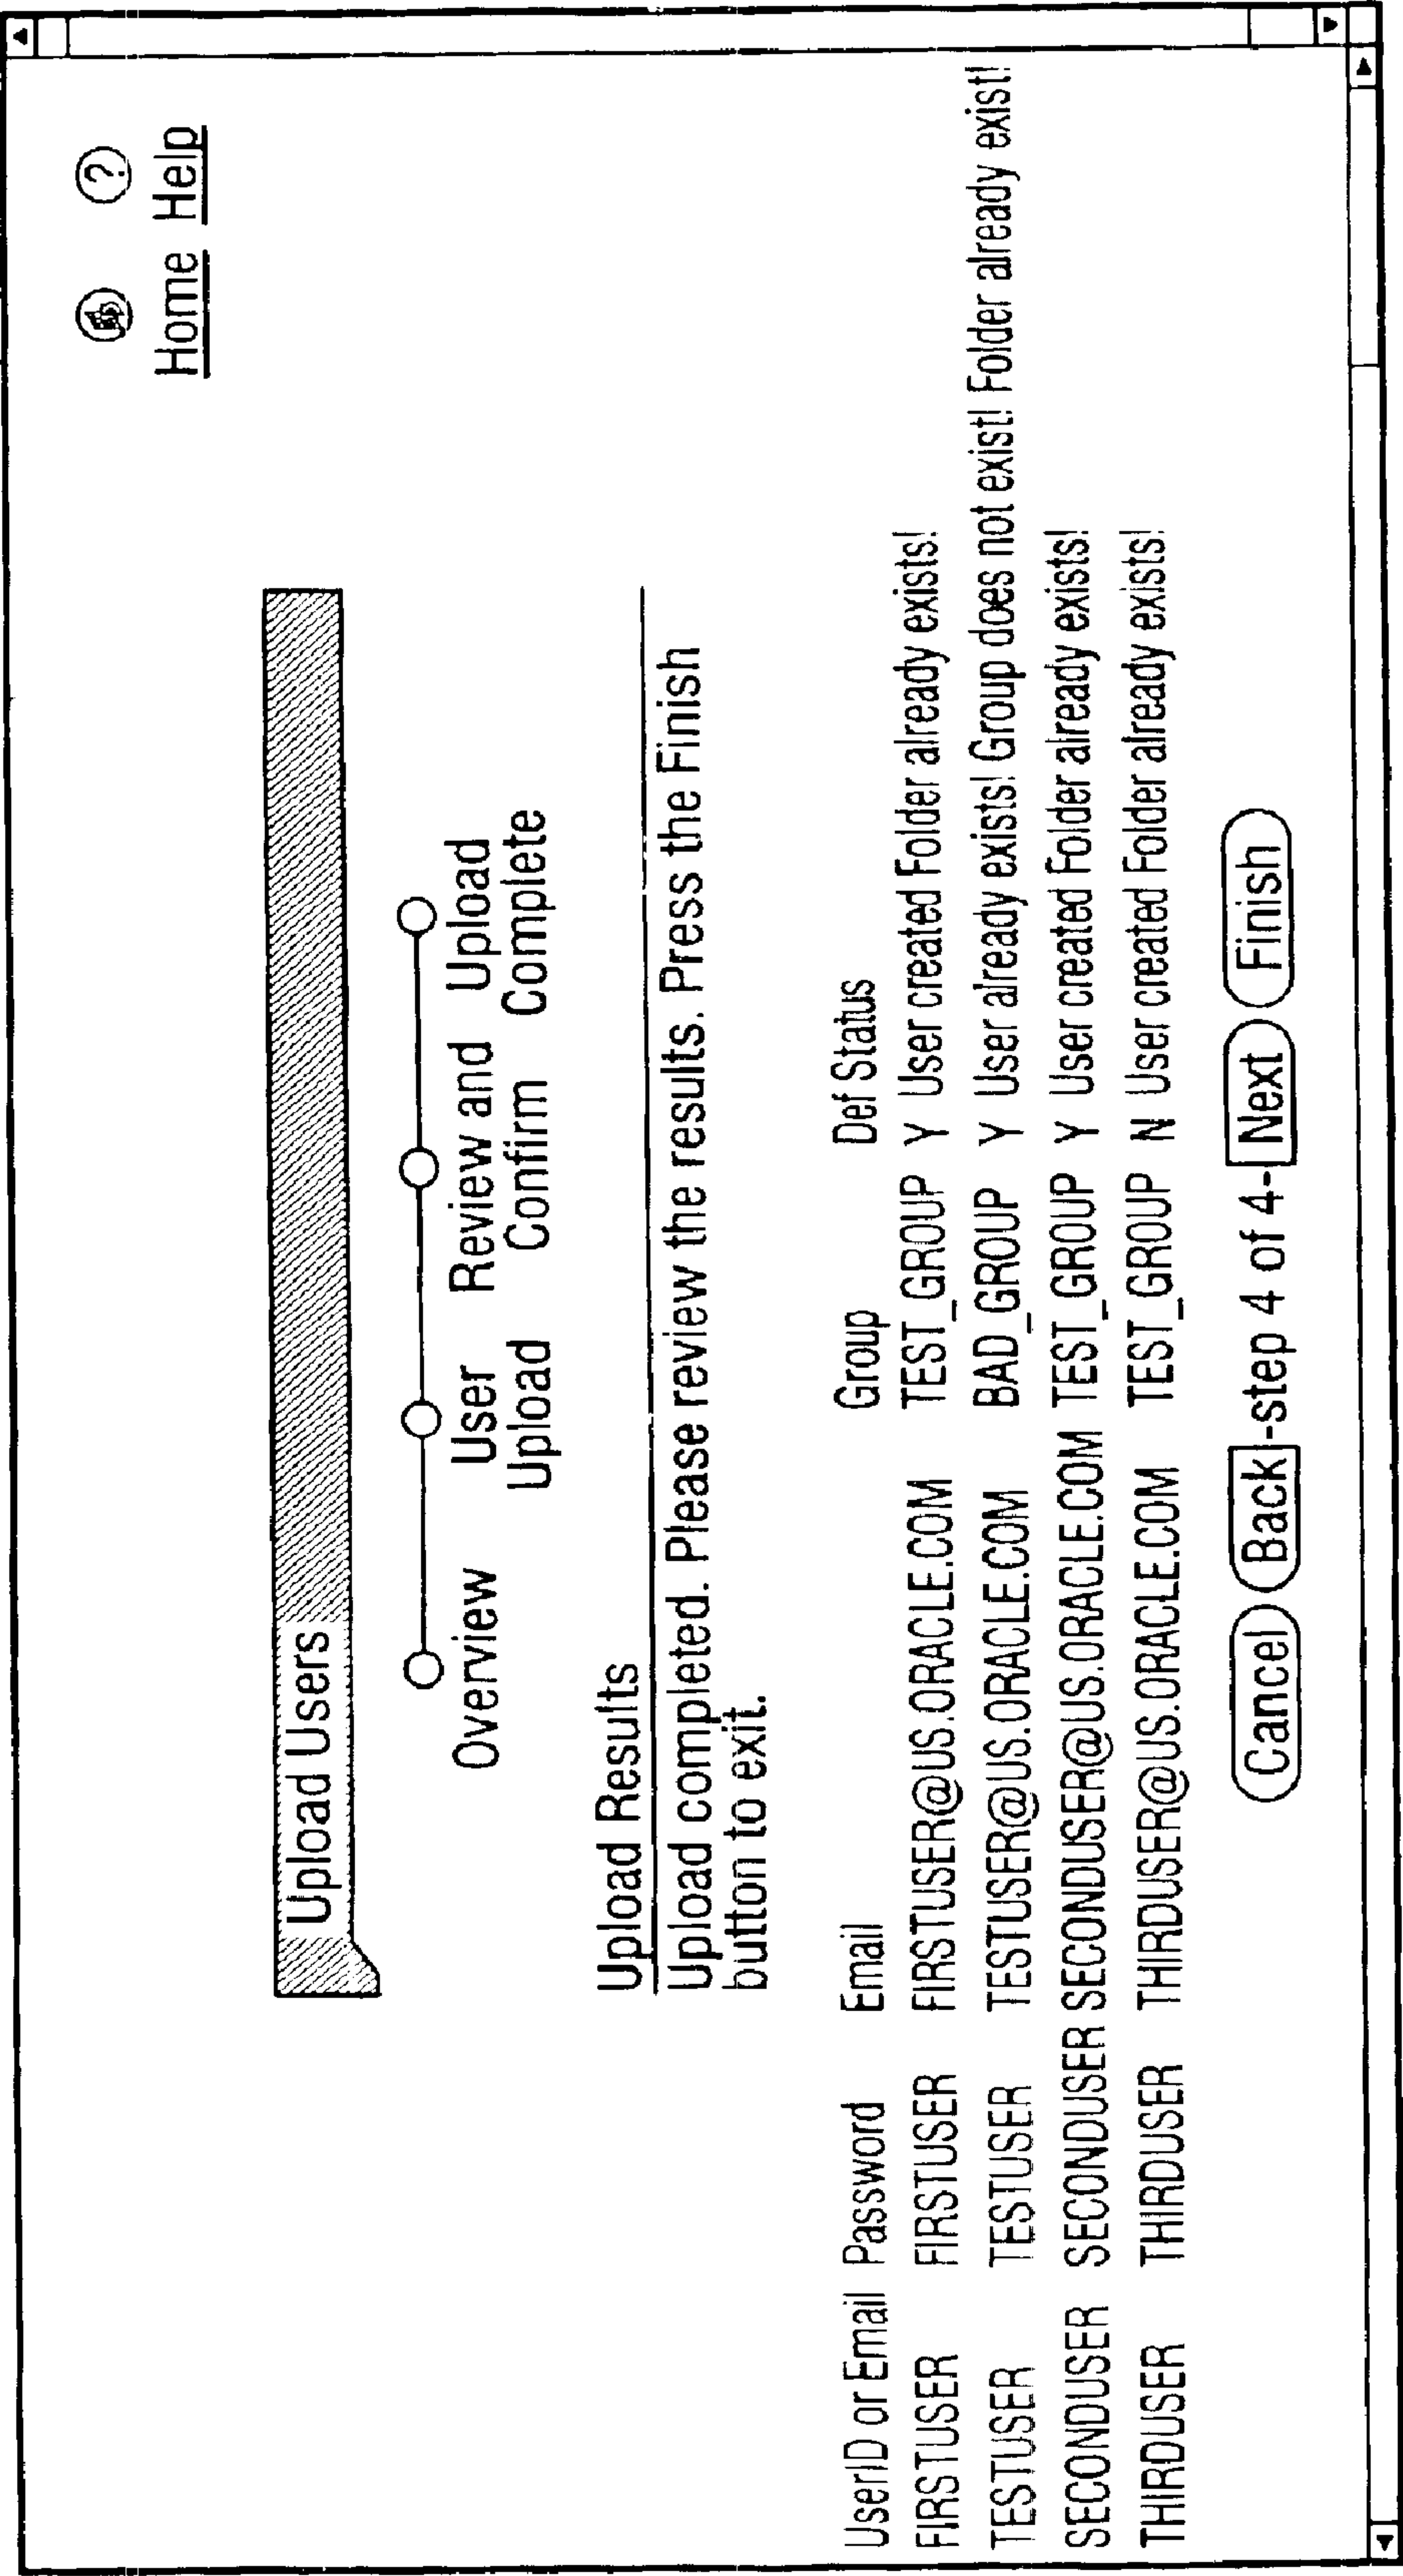 ? 
Home Help
Upload Users
Overview User Upload Review and Confirm Upload Complete
Upload Results
Upload completed. Please review the results. Press the Finish
button to exit.
UserID or Email Password Email Group Def Status
FIRSTUSER FIRSTUSER FIRSTUSER@US.ORACLE.COM TEST_GROUP Y User created Folder already exists!
TESTUSER TESTUSER TESTUSER@US.ORACLE.COM BAD_GROUP Y User already exists! Group does not exist! Folder already exist!
SECONDUSER SECONDUSER SECONDUSER@US.ORACLE.COM TEST_GROUP Y User created Folder already exists!
THIRDUSER THIRDUSER THIRDUSER@US.ORACLE.COM TEST_GROUP N User created Folder already exists!
Cancel Back -step 4 of 4- Next Finish